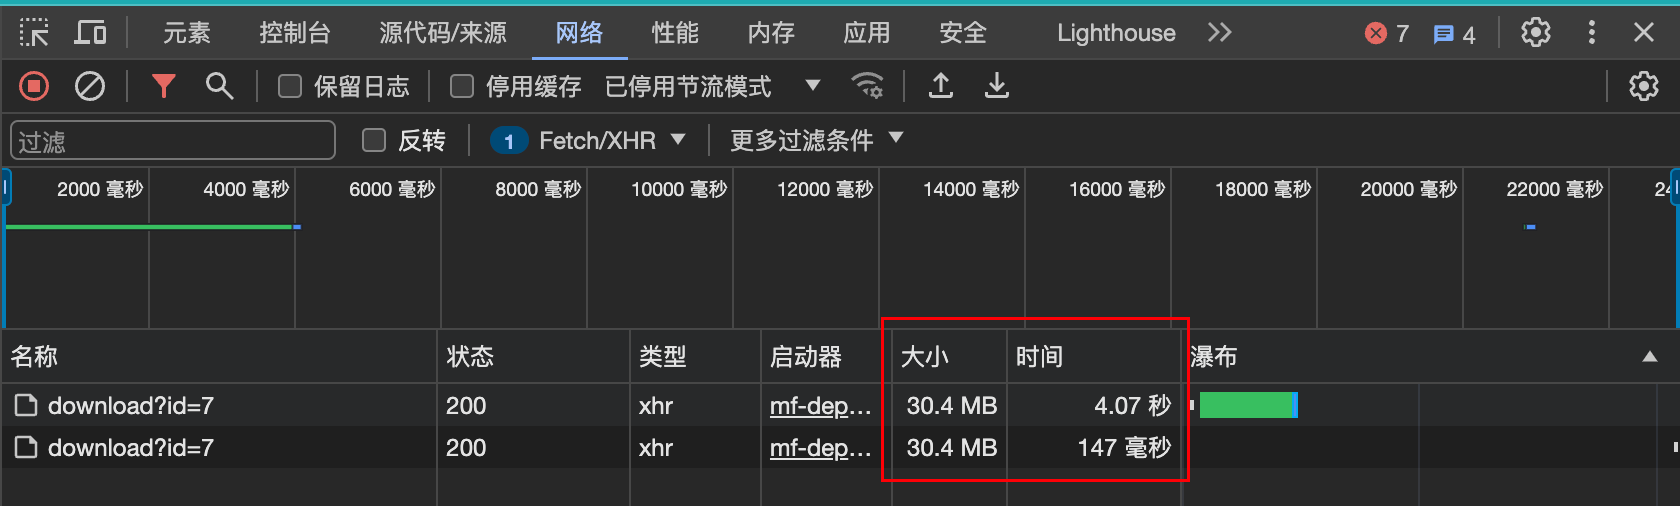 元素 控制台 源代码/来源 网络 性能 内存 应用 安全 Lighthouse 7 4
保留日志 停用缓存 已停用节流模式
过滤 反转 1 Fetch/XHR 更多过滤条件
2000 毫秒 4000 毫秒 6000 毫秒 8000 毫秒 10000 毫秒 12000 毫秒 14000 毫秒 16000 毫秒 18000 毫秒 20000 毫秒 22000 毫秒
名称 状态 类型 启动器 大小 时间 瀑布
download?id=7 200 xhr mf-dep... 30.4 MB 4.07 秒
download?id=7 200 xhr mf-dep... 30.4 MB 147 毫秒